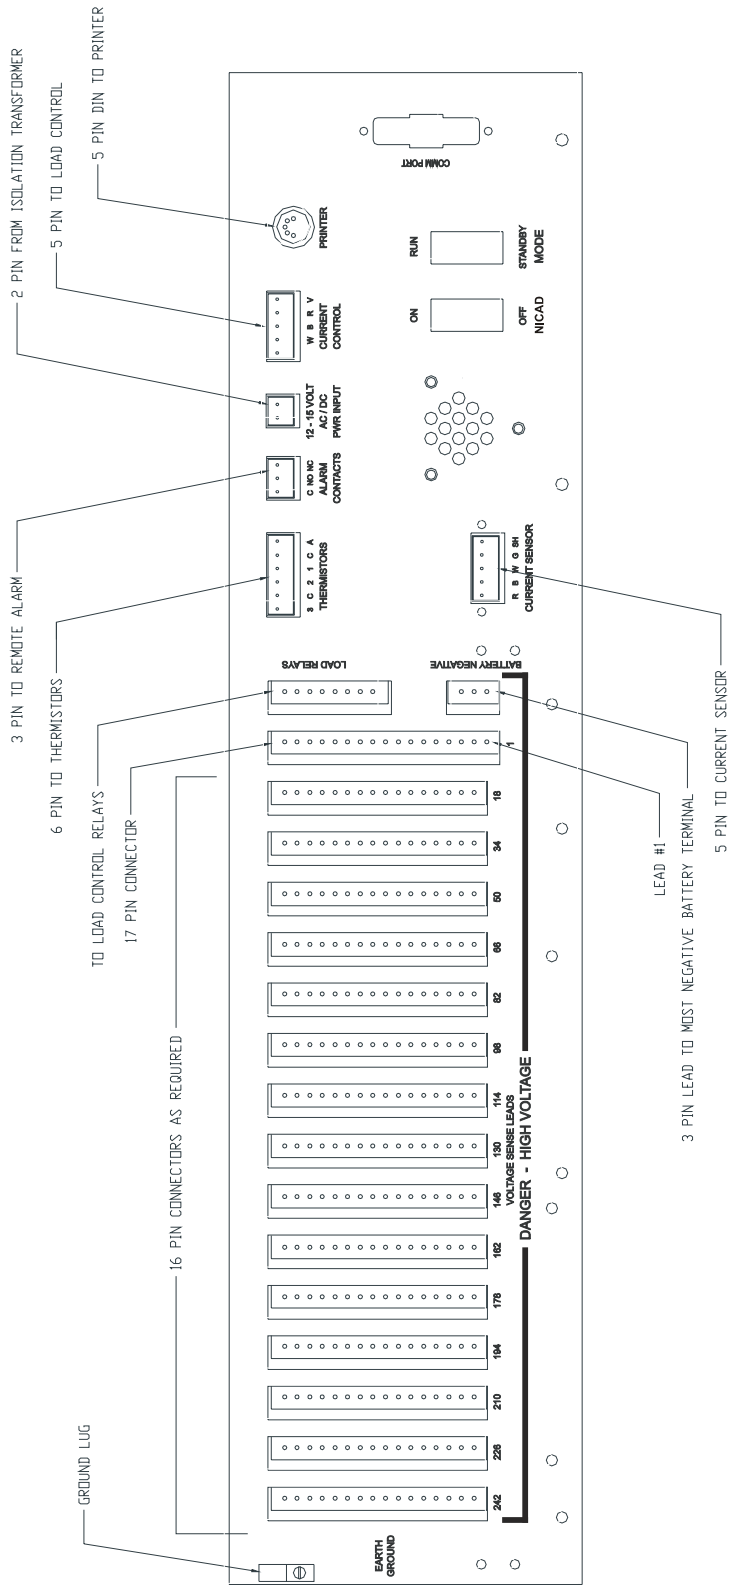 2 PIN FROM ISOLATION TRANSFORMER
5 PIN TO LOAD CONTROL
5 PIN DIN TO PRINTER
3 PIN TO REMOTE ALARM
6 PIN TO THERMISTORS
TO LOAD CONTROL RELAYS
17 PIN CONNECTOR
16 PIN CONNECTORS AS REQUIRED
GROUND LUG
COMM PORT
PRINTER
RUN
STANDBY
MODE
ON
OFF
NICAD
W B R V
CURRENT
CONTROL
12 - 15 VOLT
AC / DC
PWR INPUT
C NO NC
ALARM
CONTACTS
3 C 2 1 C A
THERMISTORS
R B W G SH
CURRENT SENSOR
LOAD RELAYS
BATTERY NEGATIVE
1
18
34
50
66
82
98
114
130
146
162
178
194
210
226
242
VOLTAGE SENSE LEADS
DANGER - HIGH VOLTAGE
EARTH
GROUND
LEAD #1
3 PIN LEAD TO MOST NEGATIVE BATTERY TERMINAL
5 PIN TO CURRENT SENSOR